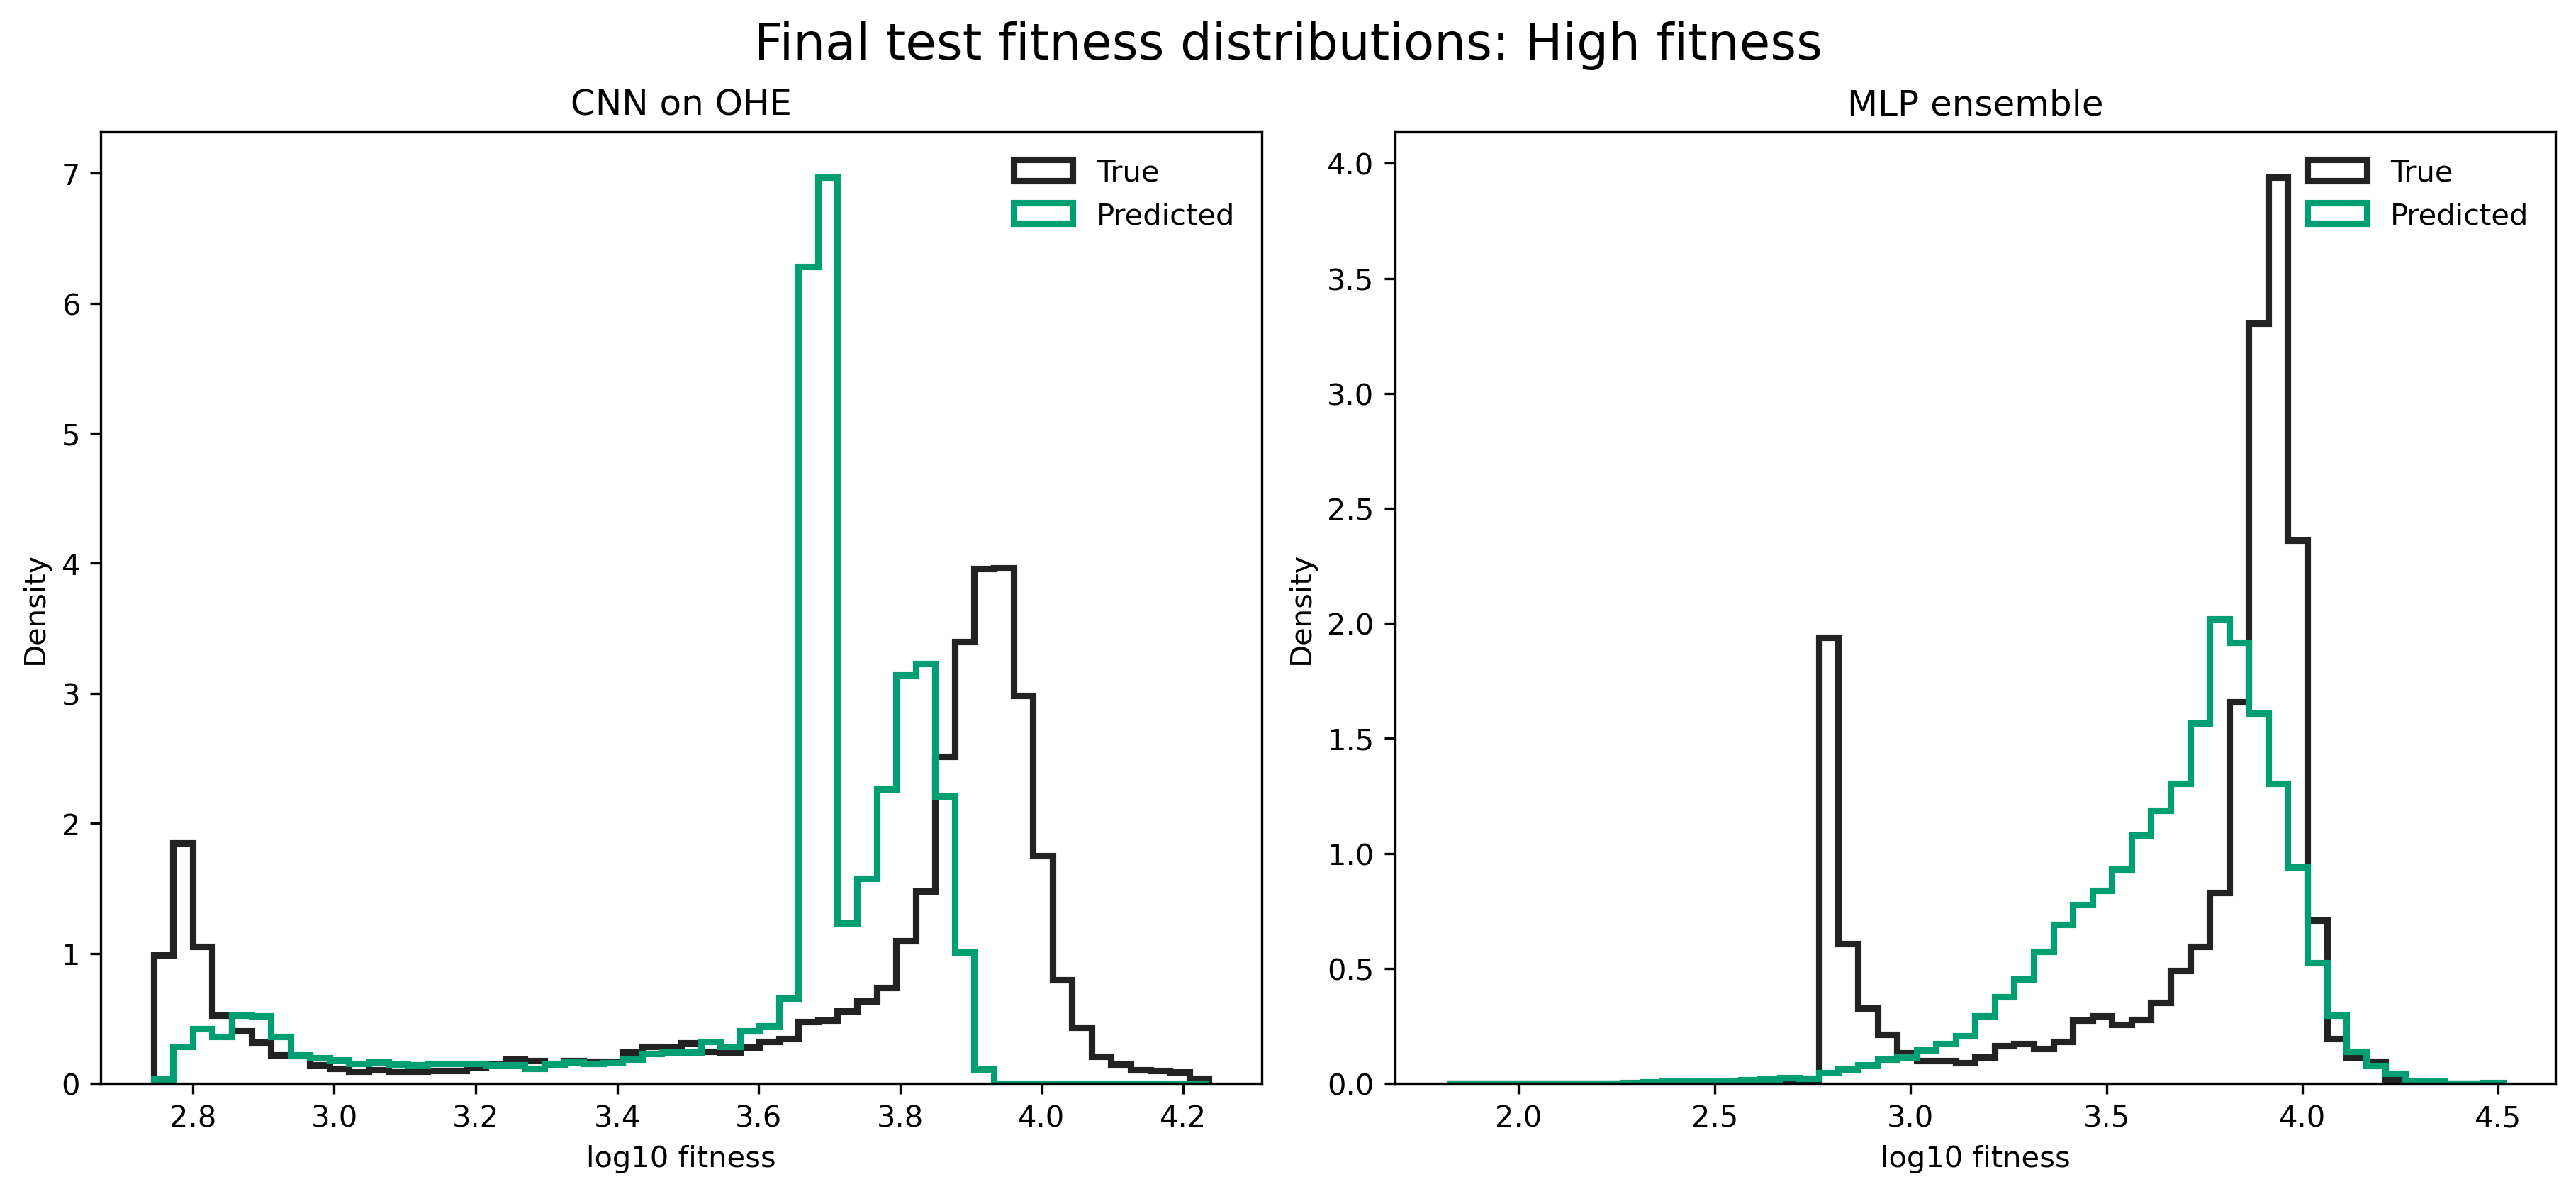 Final test fitness distributions: High fitness
CNN on OHE
True
Predicted
7
6
5
4
3
2
1
0
Density
2.8 3.0 3.2 3.4 3.6 3.8 4.0 4.2
log10 fitness
MLP ensemble
True
Predicted
4.0
3.5
3.0
2.5
2.0
1.5
1.0
0.5
0.0
Density
2.0 2.5 3.0 3.5 4.0 4.5
log10 fitness